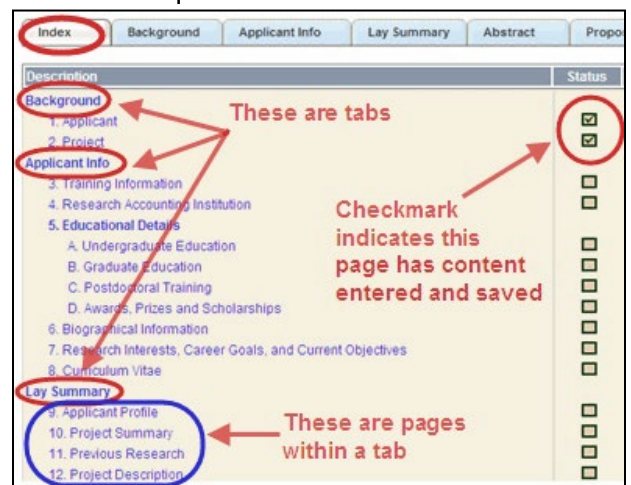 Index Background Applicant Info Lay Summary Abstract Propo
Description Status
Background
1. Applicant
2. Project
Applicant Info
3. Training Information
4. Research Accounting Institution
5. Educational Details
A. Undergraduate Education
B. Graduate Education
C. Postdoctoral Training
D. Awards, Prizes and Scholarships
6. Biographical Information
7. Research Interests, Career Goals, and Current Objectives
8. Curriculum Vitae
Lay Summary
9. Applicant Profile
10. Project Summary
11. Previous Research
12. Project Description
These are tabs
Checkmark
indicates this
page has content
entered and saved
These are pages
within a tab